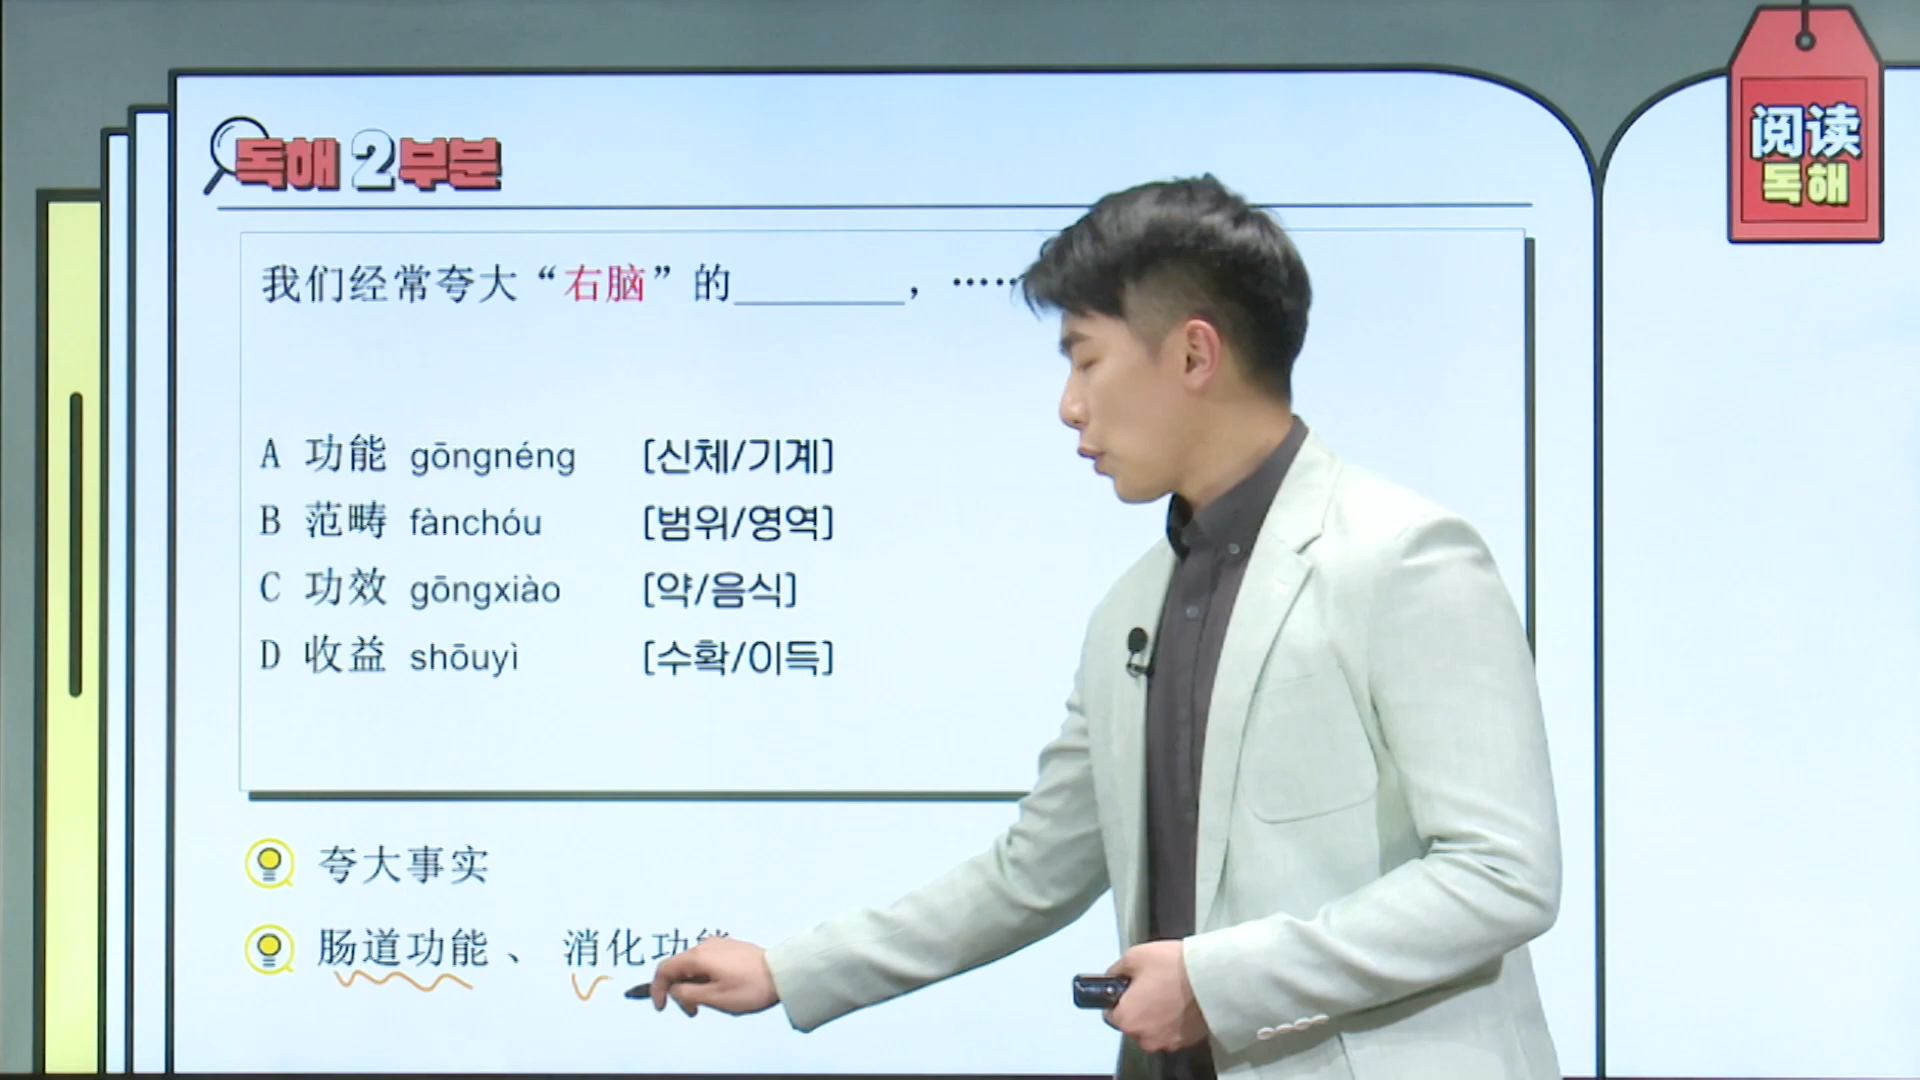 독해 2 부분
阅读
독해
我们经常夸大“右脑”的________，……
A 功能 gōngnéng [신체/기계]
B 范畴 fànchóu [범위/영역]
C 功效 gōngxiào [약/음식]
D 收益 shōuyì [수확/이득]
夸大事实
肠道功能、 消化功能